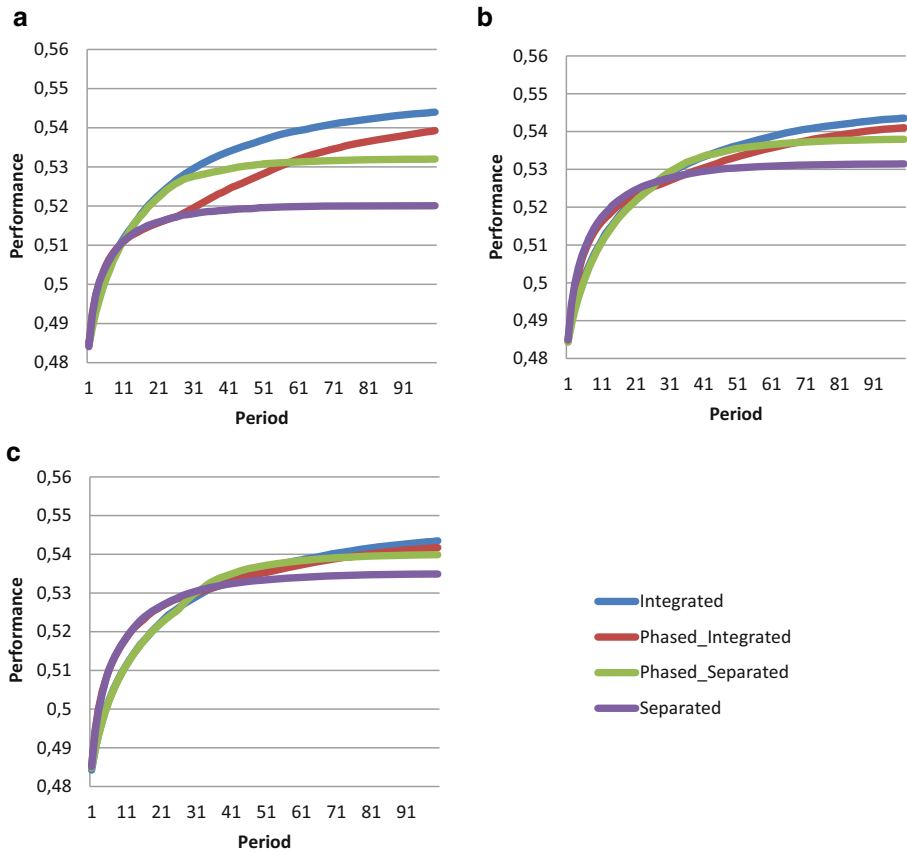 a
0,56
0,55
0,54
0,53
0,52
0,51
0,5
0,49
0,48
Performance
1 11 21 31 41 51 61 71 81 91
Period
b
0,56
0,55
0,54
0,53
0,52
0,51
0,5
0,49
0,48
Performance
1 11 21 31 41 51 61 71 81 91
Period
c
0,56
0,55
0,54
0,53
0,52
0,51
0,5
0,49
0,48
Performance
1 11 21 31 41 51 61 71 81 91
Period
Integrated
Phased_Integrated
Phased_Separated
Separated